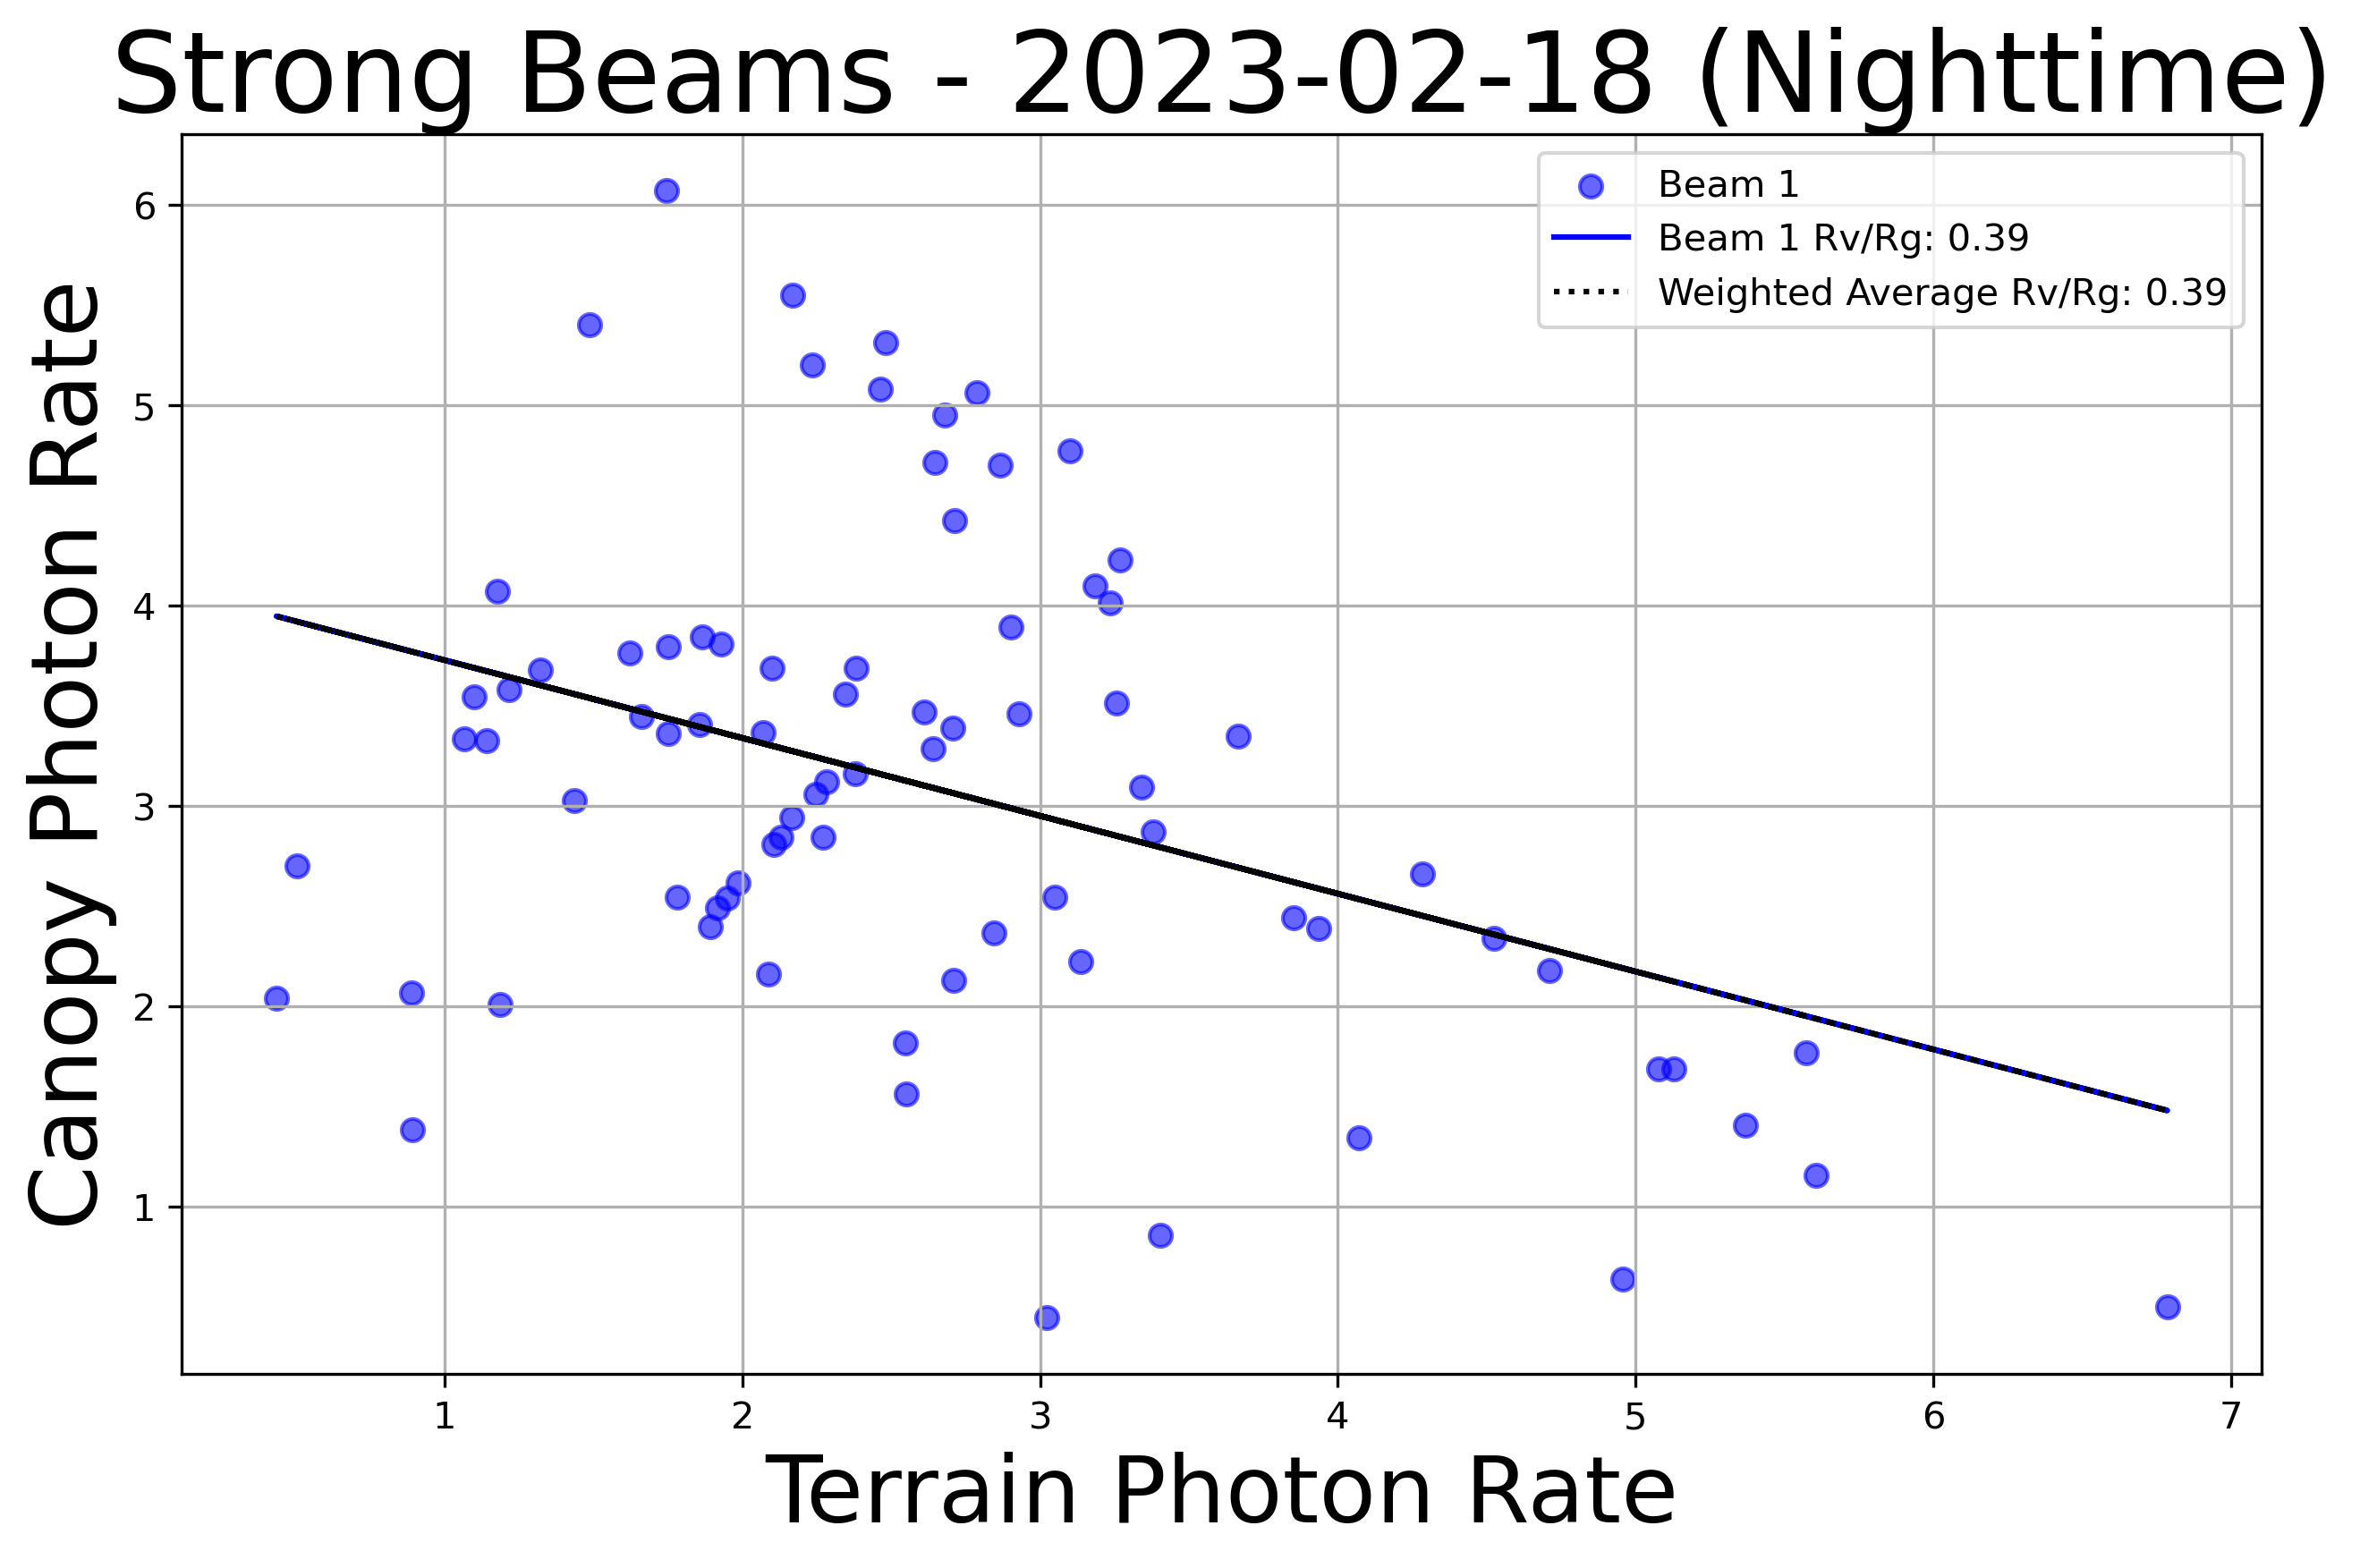 Strong Beams - 2023-02-18 (Nighttime)
Beam 1
Beam 1 Rv/Rg: 0.39
Weighted Average Rv/Rg: 0.39
Canopy Photon Rate
6
5
4
3
2
1
1 2 3 4 5 6 7
Terrain Photon Rate